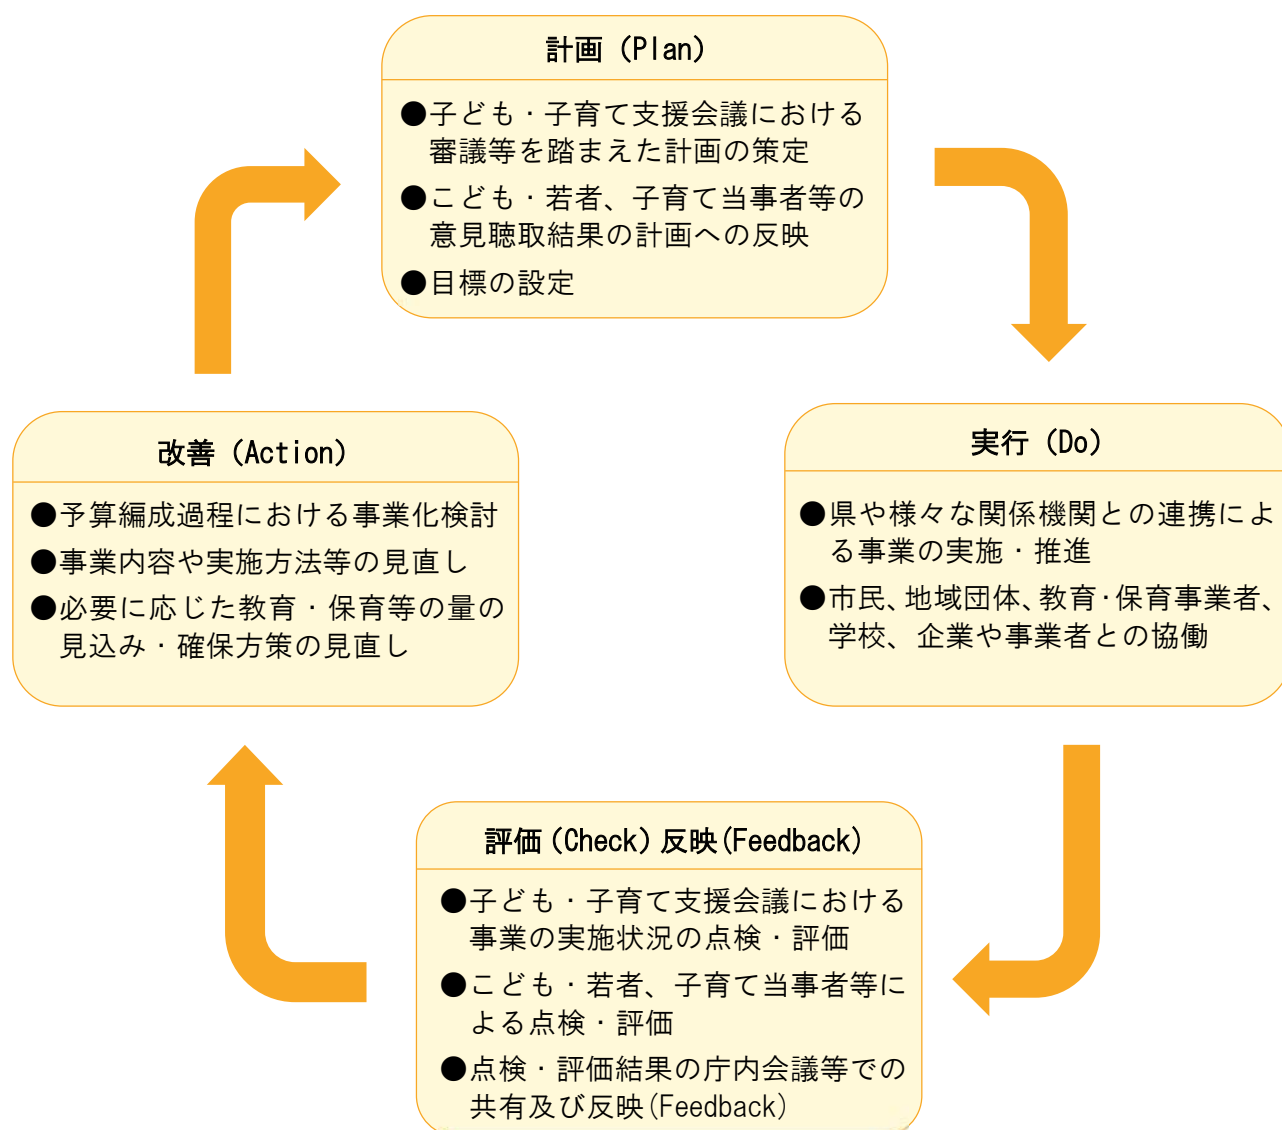 計画（Plan）
●子ども・子育て支援会議における
審議等を踏まえた計画の策定
●こども・若者、子育て当事者等の
意見聴取結果の計画への反映
●目標の設定
実行（Do）
●県や様々な関係機関との連携によ
る事業の実施・推進
●市民、地域団体、教育・保育事業者、
学校、企業や事業者との協働
評価（Check）反映(Feedback)
●子ども・子育て支援会議における
事業の実施状況の点検・評価
●こども・若者、子育て当事者等に
よる点検・評価
●点検・評価結果の庁内会議等での
共有及び反映(Feedback)
改善（Action）
●予算編成過程における事業化検討
●事業内容や実施方法等の見直し
●必要に応じた教育・保育等の量の
見込み・確保方策の見直し